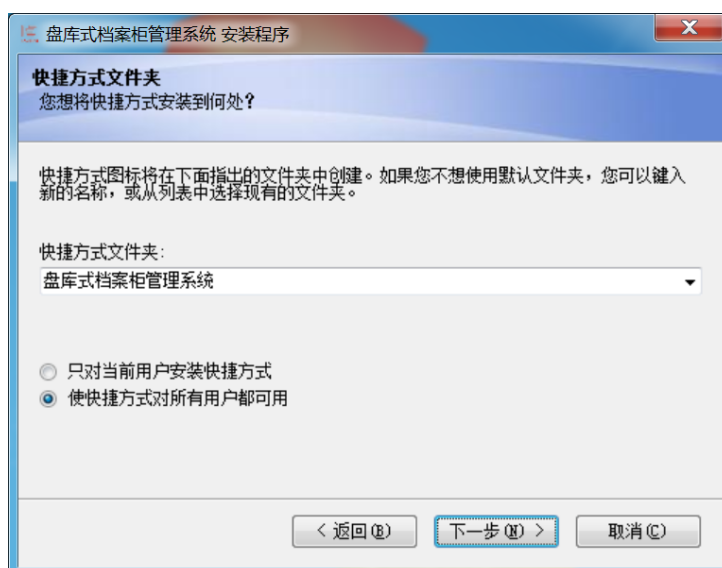 盘库式档案柜管理系统 安装程序
快捷方式文件夹
您想将快捷方式安装到何处?
快捷方式图标将在下面指出的文件夹中创建。如果您不想使用默认文件夹，您可以键入
新的名称，或从列表中选择现有的文件夹。
快捷方式文件夹:
盘库式档案柜管理系统
只对当前用户安装快捷方式
使快捷方式对所有用户都可用
< 返回(B) 下一步(N) > 取消(C)